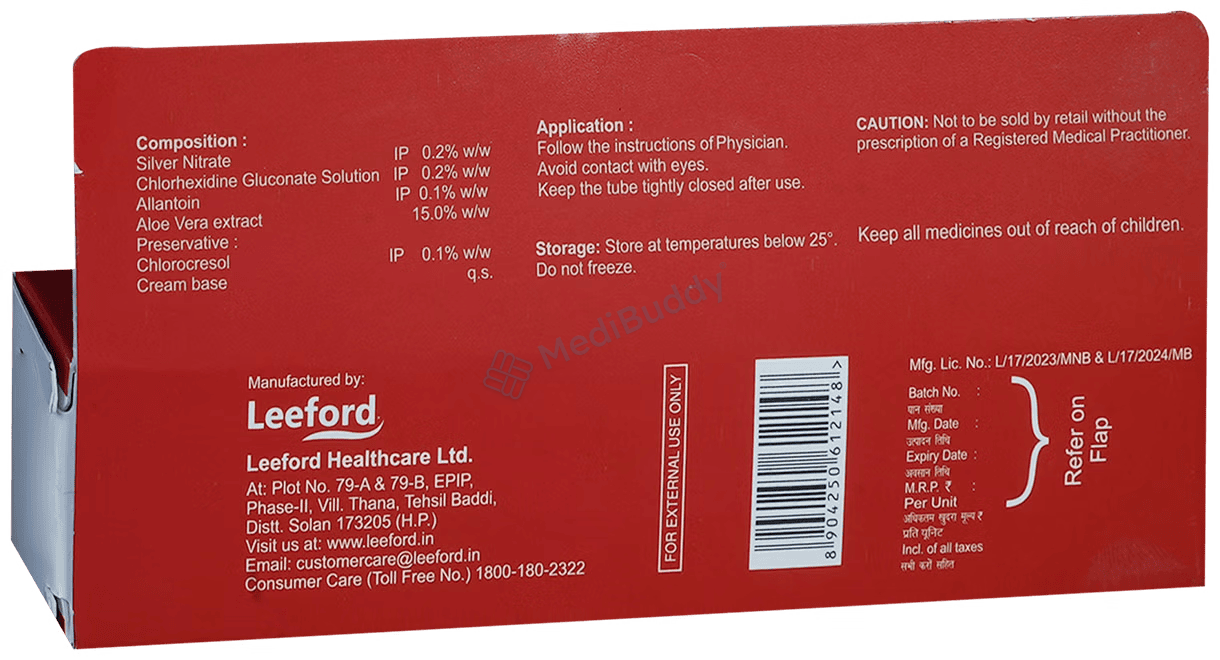 Composition :
Silver Nitrate IP 0.2% w/w
Chlorhexidine Gluconate Solution IP 0.2% w/w
Allantoin IP 0.1% w/w
Aloe Vera extract 15.0% w/w
Preservative :
Chlorocresol IP 0.1% w/w
Cream base q.s.
Application :
Follow the instructions of Physician.
Avoid contact with eyes.
Keep the tube tightly closed after use.
Storage: Store at temperatures below 25°.
Do not freeze.
CAUTION: Not to be sold by retail without the
prescription of a Registered Medical Practitioner.
Keep all medicines out of reach of children.
MediBuddy
Manufactured by:
Leeford
Leeford Healthcare Ltd.
At: Plot No. 79-A & 79-B, EPIP,
Phase-II, Vill. Thana, Tehsil Baddi,
Distt. Solan 173205 (H.P.)
Visit us at: www.leeford.in
Email: customercare@leeford.in
Consumer Care (Toll Free No.) 1800-180-2322
FOR EXTERNAL USE ONLY
8 904250 612148 >
Mfg. Lic. No.: L/17/2023/MNB & L/17/2024/MB
Batch No. :
यान संख्या
Mfg. Date :
उत्पादन तिथि
Expiry Date :
अवसान तिथि
M.R.P. ₹ :
Per Unit
अधिकतम खुदरा मूल्य ₹
प्रति यूनिट
Incl. of all taxes
सभी करों सहित
Refer on
Flap